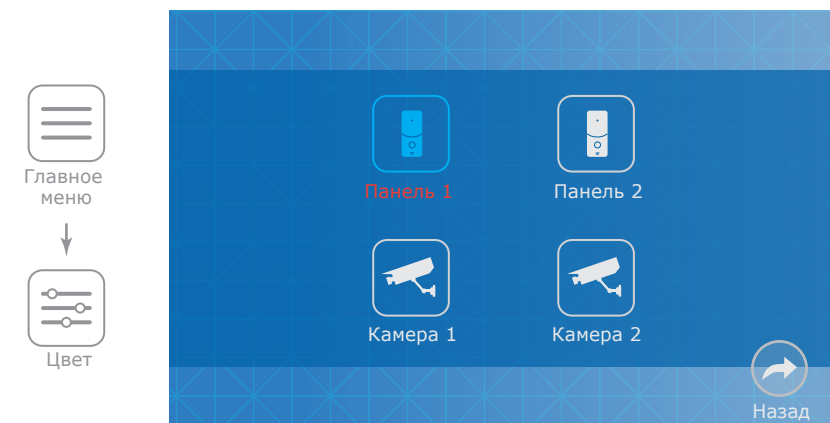 Главное
меню
Цвет
Панель 1
Панель 2
Камера 1
Камера 2
Назад